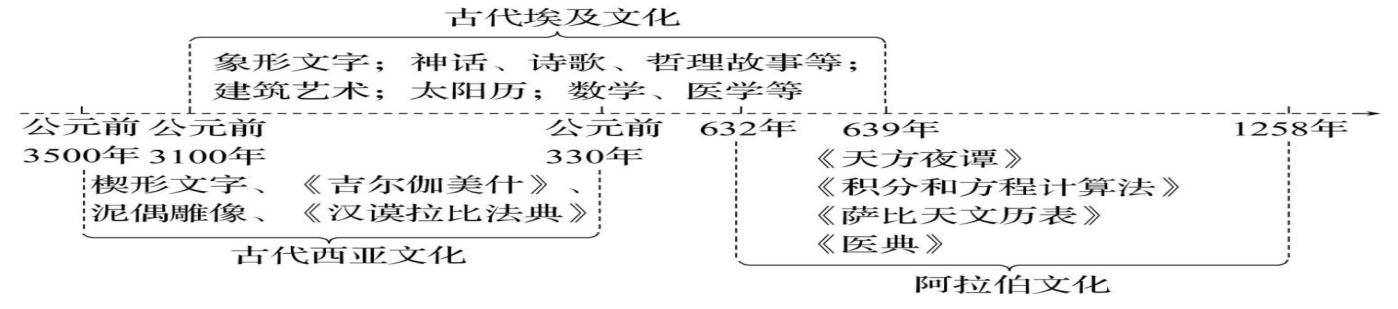 古代埃及文化
象形文字；神话、诗歌、哲理故事等；
建筑艺术；太阳历；数学、医学等
公元前 公元前 公元前 632年 639年 1258年
3500年 3100年 330年
《天方夜谭》
楔形文字、《吉尔伽美什》、
《积分和方程计算法》
泥偶雕像、《汉谟拉比法典》
《萨比天文历表》
《医典》
古代西亚文化
阿拉伯文化